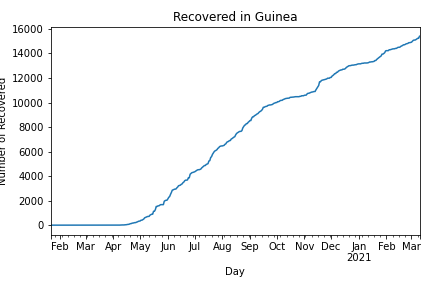 Recovered in Guinea
16000
14000
12000
10000
8000
6000
4000
2000
0
Number of Recovered
Feb Mar Apr May Jun Jul Aug Sep Oct Nov Dec Jan Feb Mar
2021
Day